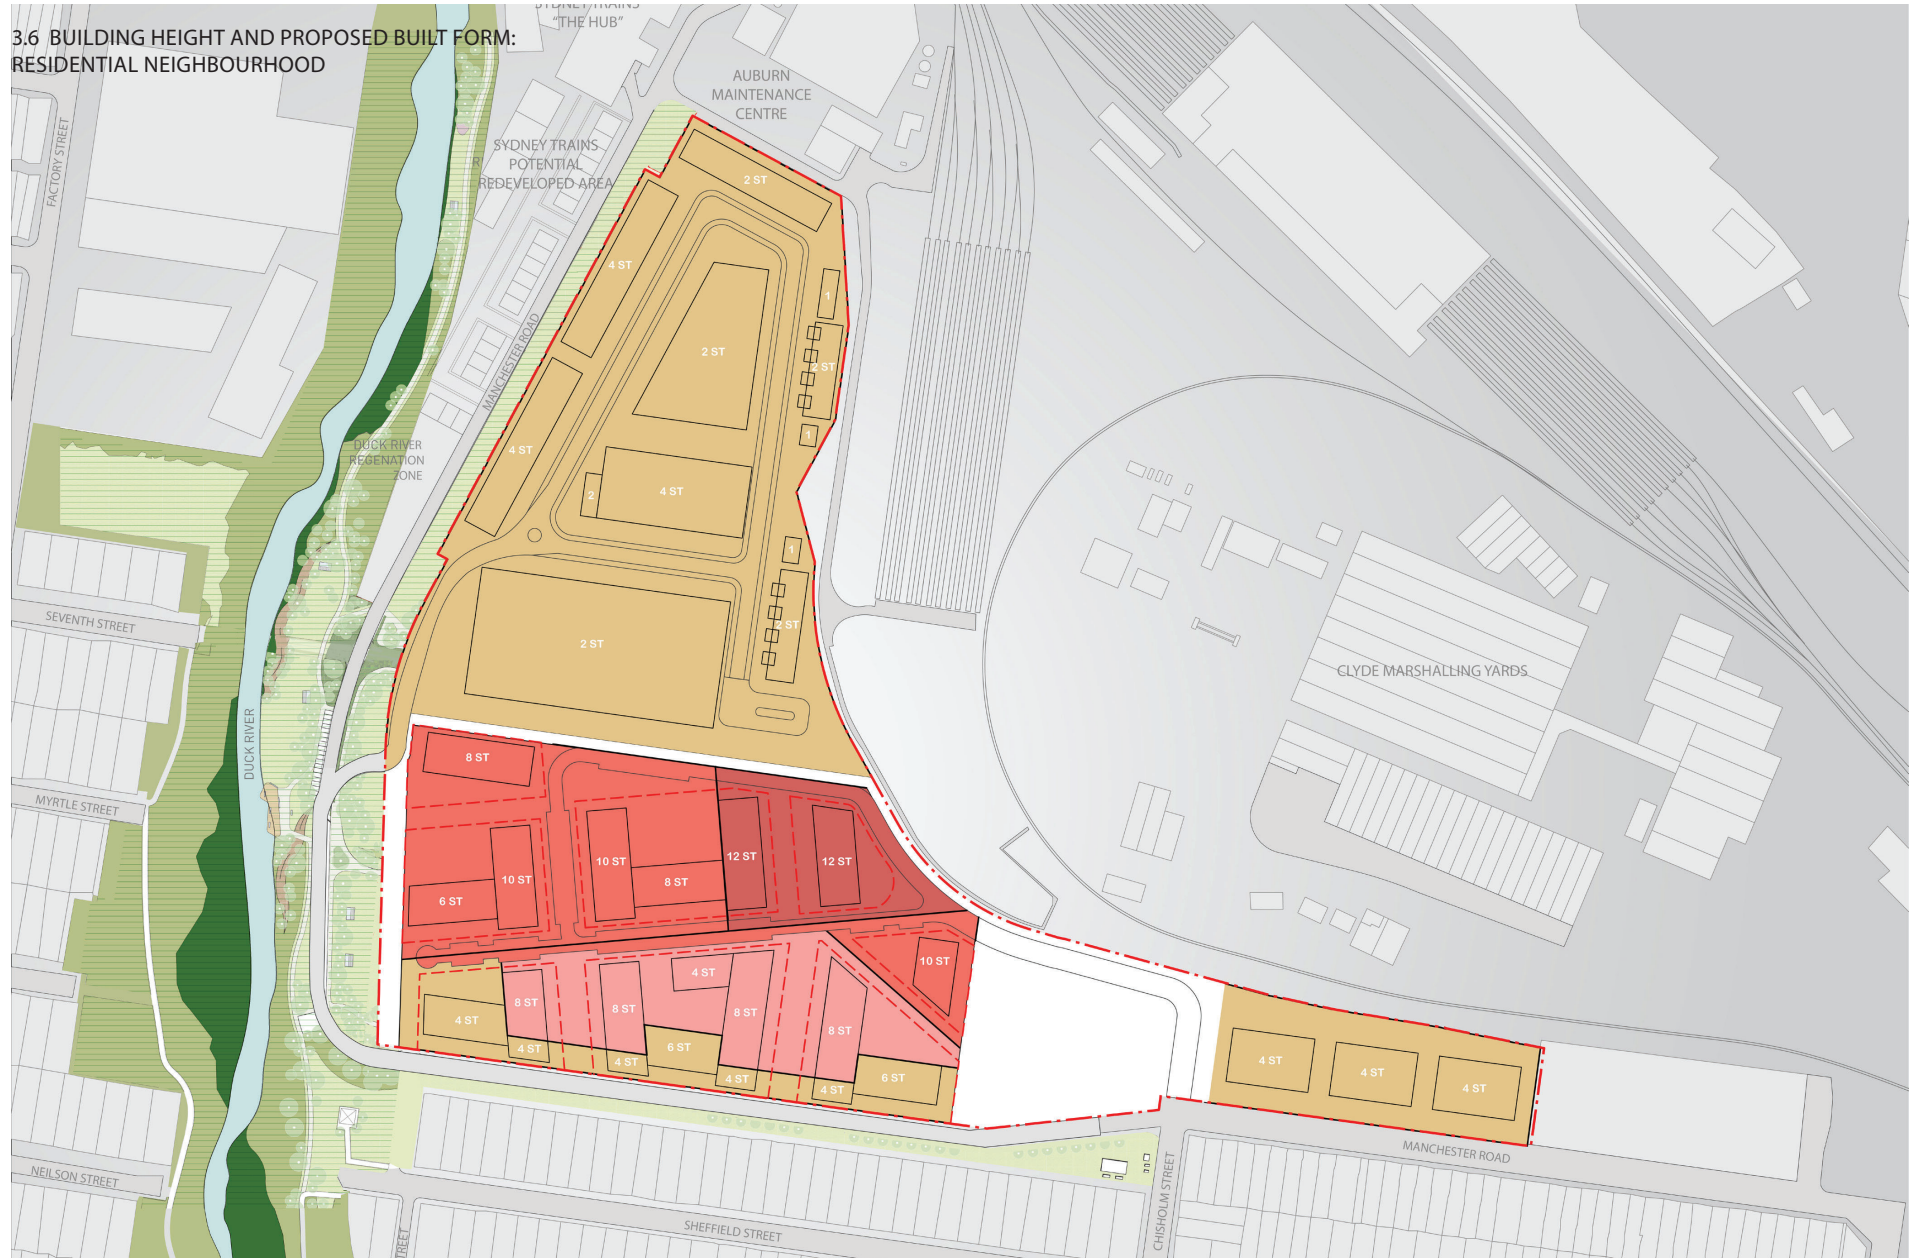 3.6 BUILDING HEIGHT AND PROPOSED BUILT FORM:
RESIDENTIAL NEIGHBOURHOOD
SYDNEY TRAINS
"THE HUB"
AUBURN
MAINTENANCE
CENTRE
FACTORY STREET
SYDNEY TRAINS
POTENTIAL
REDEVELOPED AREA
2 ST
4 ST
1
2 ST
2 ST
MANCHESTER ROAD
1
4 ST
DUCK RIVER
REGENATION
ZONE
4 ST
2
1
SEVENTH STREET
2 ST
2 ST
CLYDE MARSHALLING YARDS
DUCK RIVER
8 ST
MYRTLE STREET
10 ST
12 ST
12 ST
10 ST
8 ST
6 ST
10 ST
4 ST
8 ST
8 ST
8 ST
8 ST
4 ST
4 ST
4 ST
6 ST
4 ST
4 ST
6 ST
4 ST
4 ST
4 ST
MANCHESTER ROAD
NEILSON STREET
CHISHOLM STREET
SHEFFIELD STREET